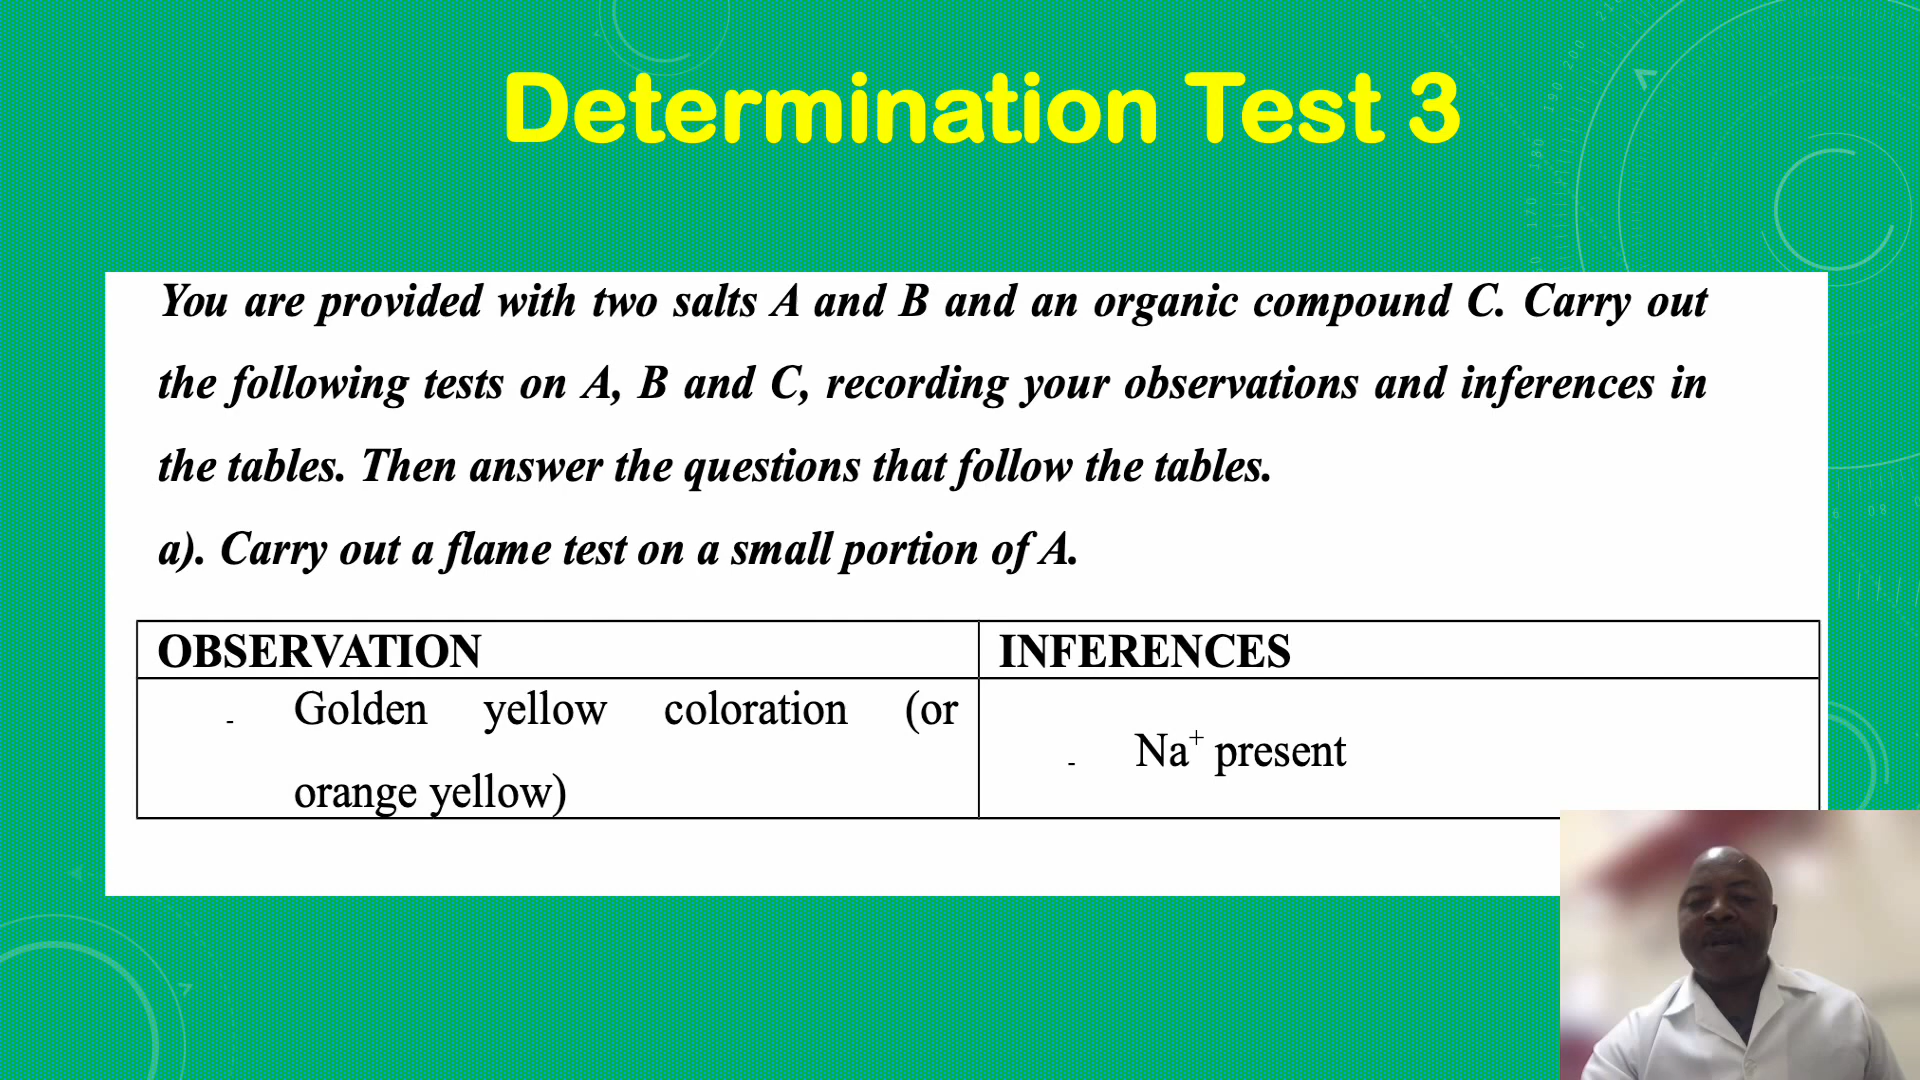 Determination Test 3
You are provided with two salts A and B and an organic compound C. Carry out
the following tests on A, B and C, recording your observations and inferences in
the tables. Then answer the questions that follow the tables.
a). Carry out a flame test on a small portion of A.
OBSERVATION
INFERENCES
- Golden yellow coloration (or
orange yellow)
- Na⁺ present